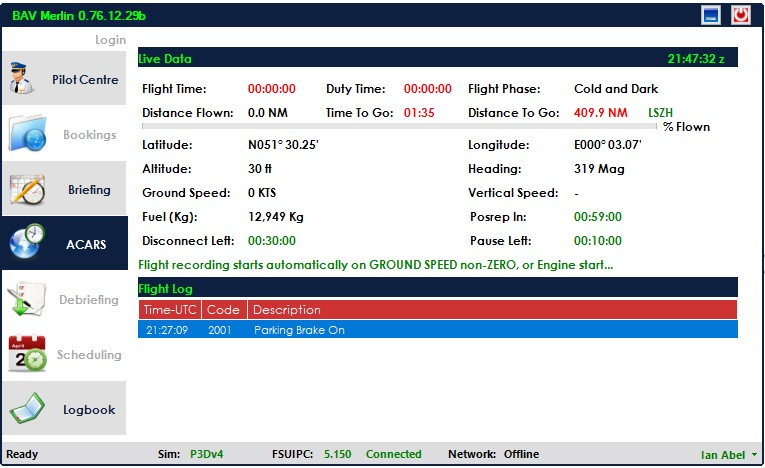 BAV Merlin 0.76.12.29b
Login
Pilot Centre
Bookings
Briefing
ACARS
Debriefing
April
2
Scheduling
Logbook
Live Data 21:47:32 z
Flight Time: 00:00:00 Duty Time: 00:00:00 Flight Phase: Cold and Dark
Distance Flown: 0.0 NM Time To Go: 01:35 Distance To Go: 409.9 NM LSZH
% Flown
Latitude: N051° 30.25' Longitude: E000° 03.07'
Altitude: 30 ft Heading: 319 Mag
Ground Speed: 0 KTS Vertical Speed: -
Fuel (Kg): 12,949 Kg Posrep In: 00:59:00
Disconnect Left: 00:30:00 Pause Left: 00:10:00
Flight recording starts automatically on GROUND SPEED non-ZERO, or Engine start...
Flight Log
Time-UTC Code Description
21:27:09 2001 Parking Brake On
Ready Sim: P3Dv4 FSUIPC: 5.150 Connected Network: Offline Ian Abel